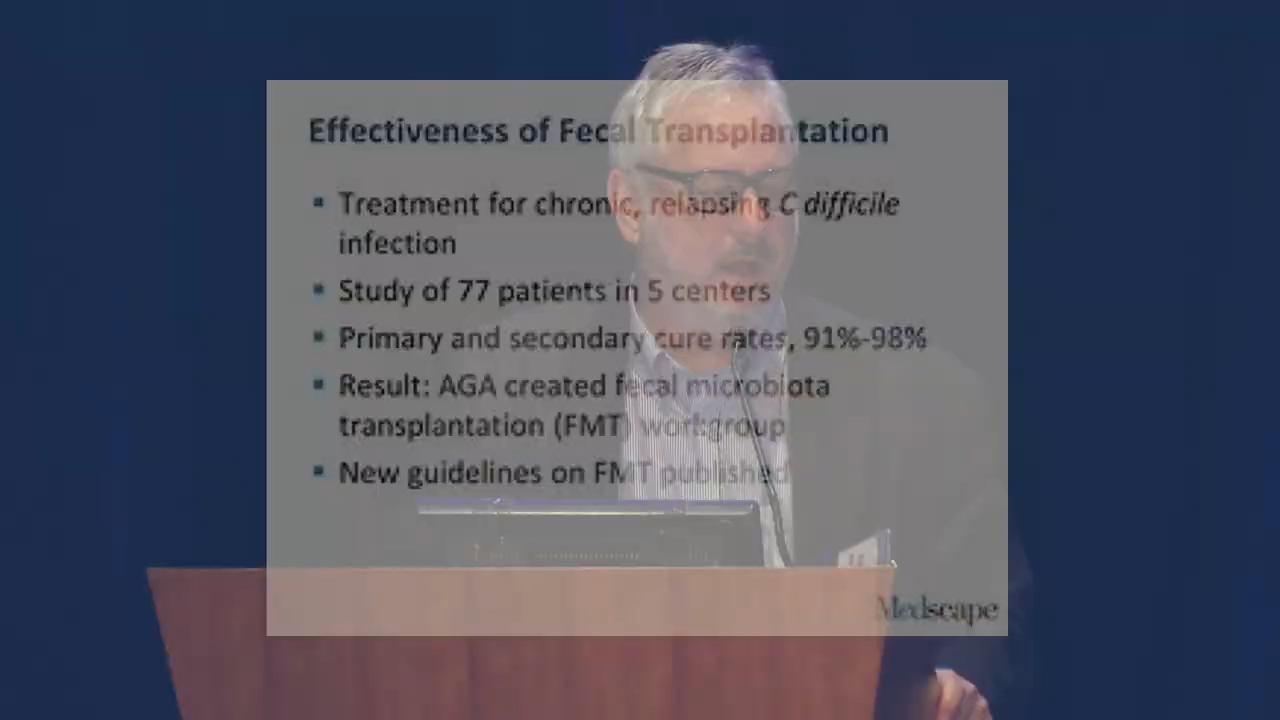 Effectiveness of Fecal Transplantation
▪ Treatment for chronic, relapsing C difficile
infection
▪ Study of 77 patients in 5 centers
▪ Primary and secondary cure rates, 91%-98%
▪ Result: AGA created fecal microbiota
transplantation (FMT) workgroup
▪ New guidelines on FMT published
Medscape